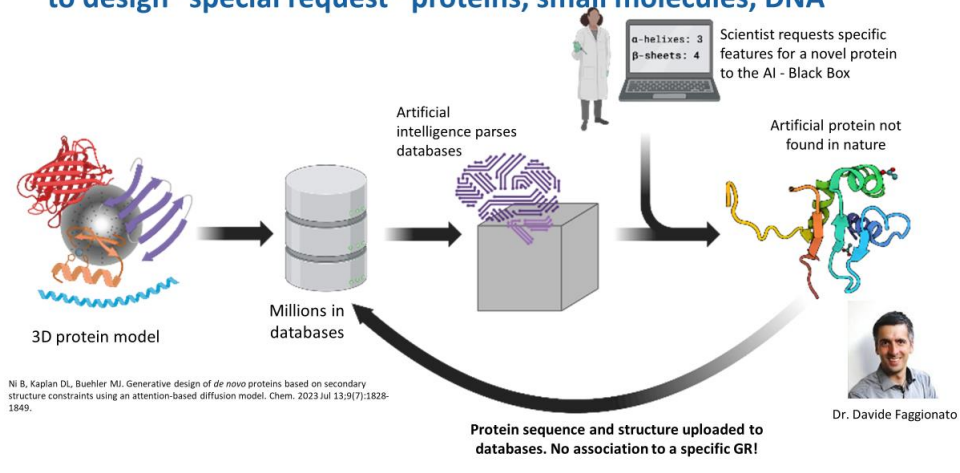 to design "special request" proteins, small molecules, DNA
α-helixes: 3
β-sheets: 4
Scientist requests specific
features for a novel protein
to the AI - Black Box
Artificial
intelligence parses
databases
Artificial protein not
found in nature
3D protein model
Millions in
databases
Ni B, Kaplan DL, Buehler MJ. Generative design of de novo proteins based on secondary
structure constraints using an attention-based diffusion model. Chem. 2023 Jul 13;9(7):1828-
1849.
Dr. Davide Faggionato
Protein sequence and structure uploaded to
databases. No association to a specific GR!